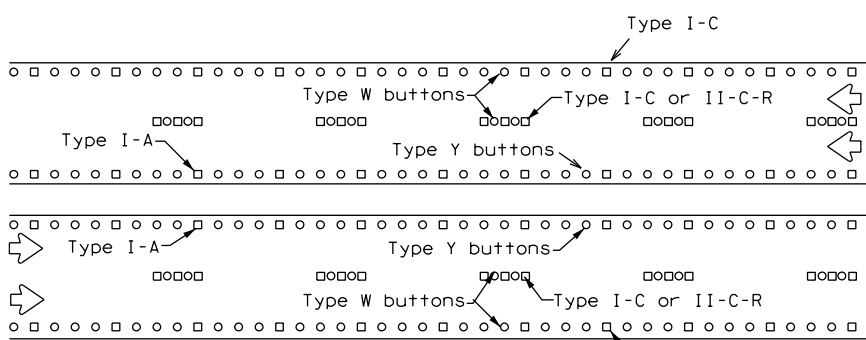 Type I-C
Type W buttons
Type I-C or II-C-R
Type I-A
Type Y buttons
Type I-A
Type Y buttons
Type W buttons
Type I-C or II-C-R